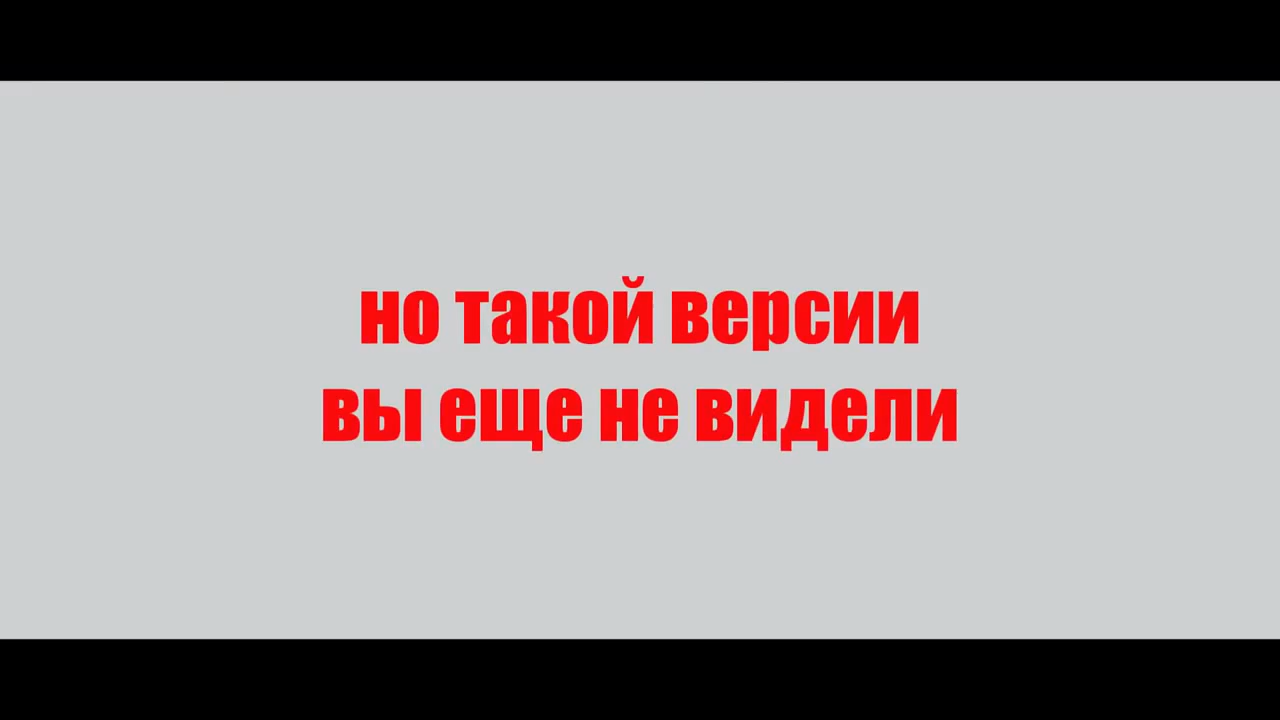 но такой версии
вы еще не видели